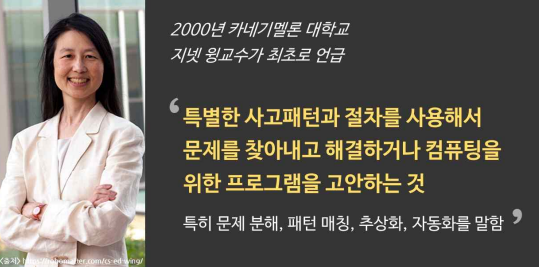 2000년 카네기멜론 대학교
지넷 윙교수가 최초로 언급
‘ 특별한 사고패턴과 절차를 사용해서
문제를 찾아내고 해결하거나 컴퓨팅을
위한 프로그램을 고안하는 것
특히 문제 분해, 패턴 매칭, 추상화, 자동화를 말함 ’
<출처>